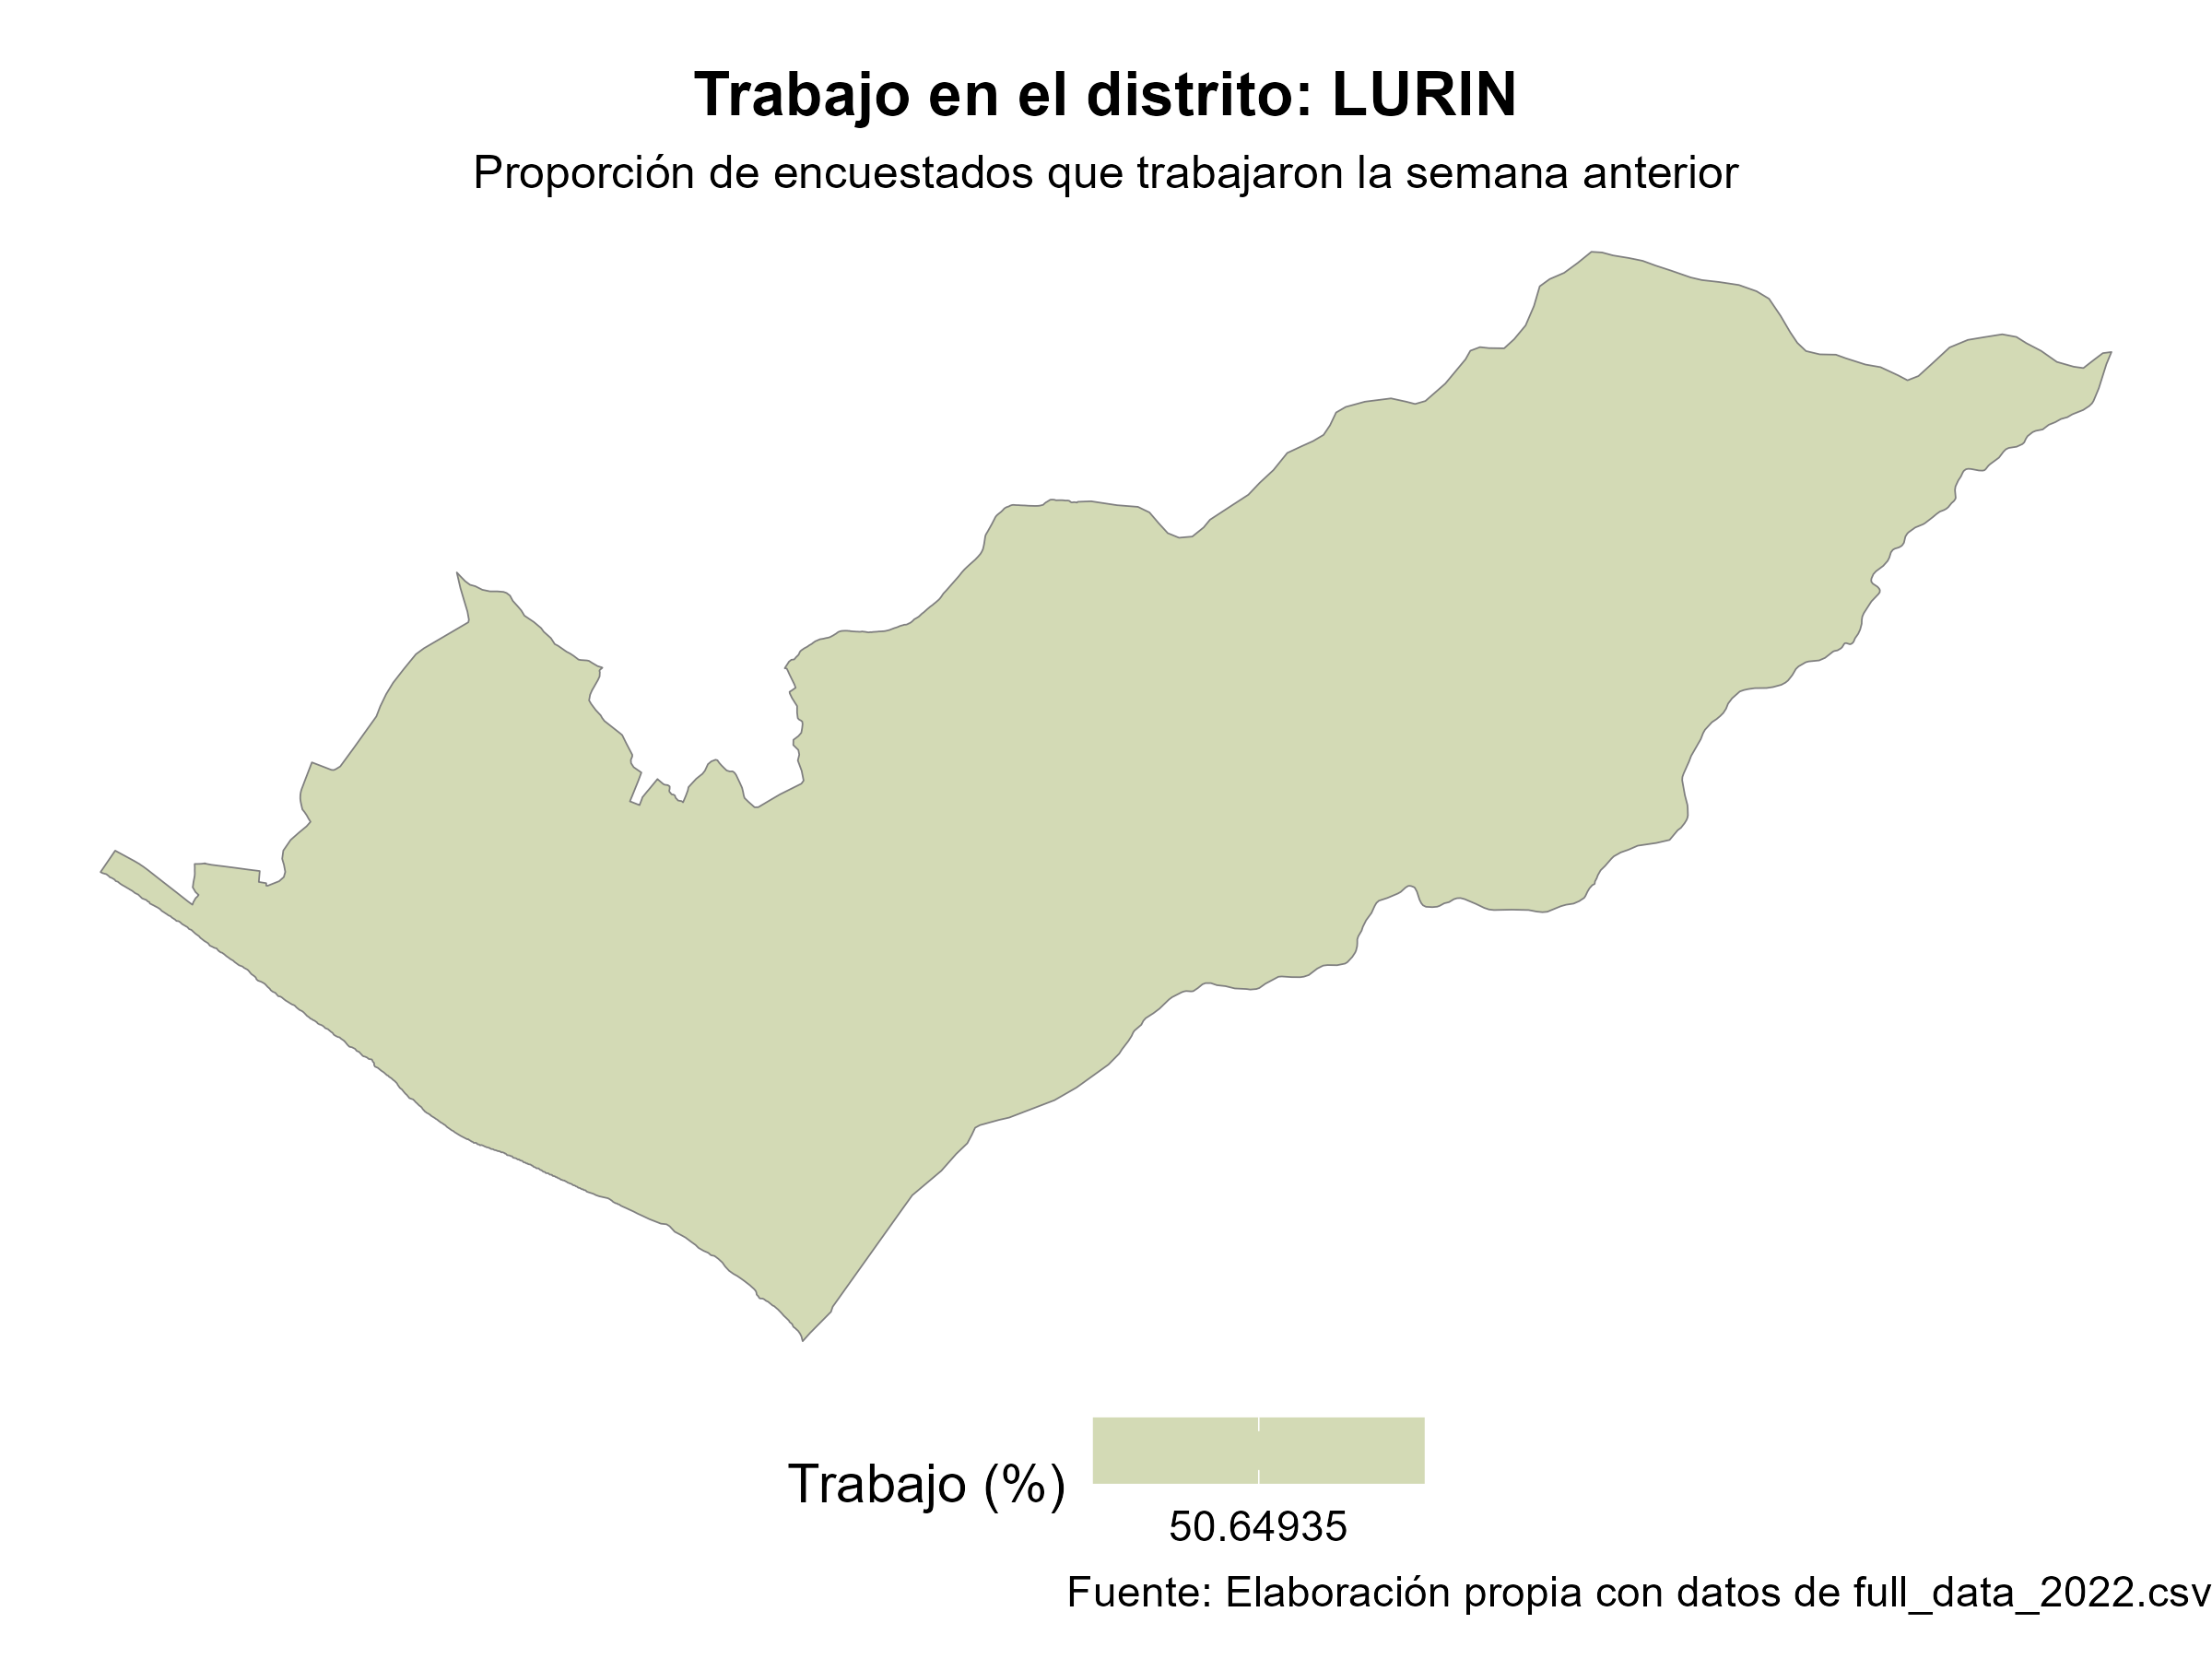 Trabajo en el distrito: LURIN
Proporción de encuestados que trabajaron la semana anterior
Trabajo (%)
50.64935
Fuente: Elaboración propia con datos de full_data_2022.csv